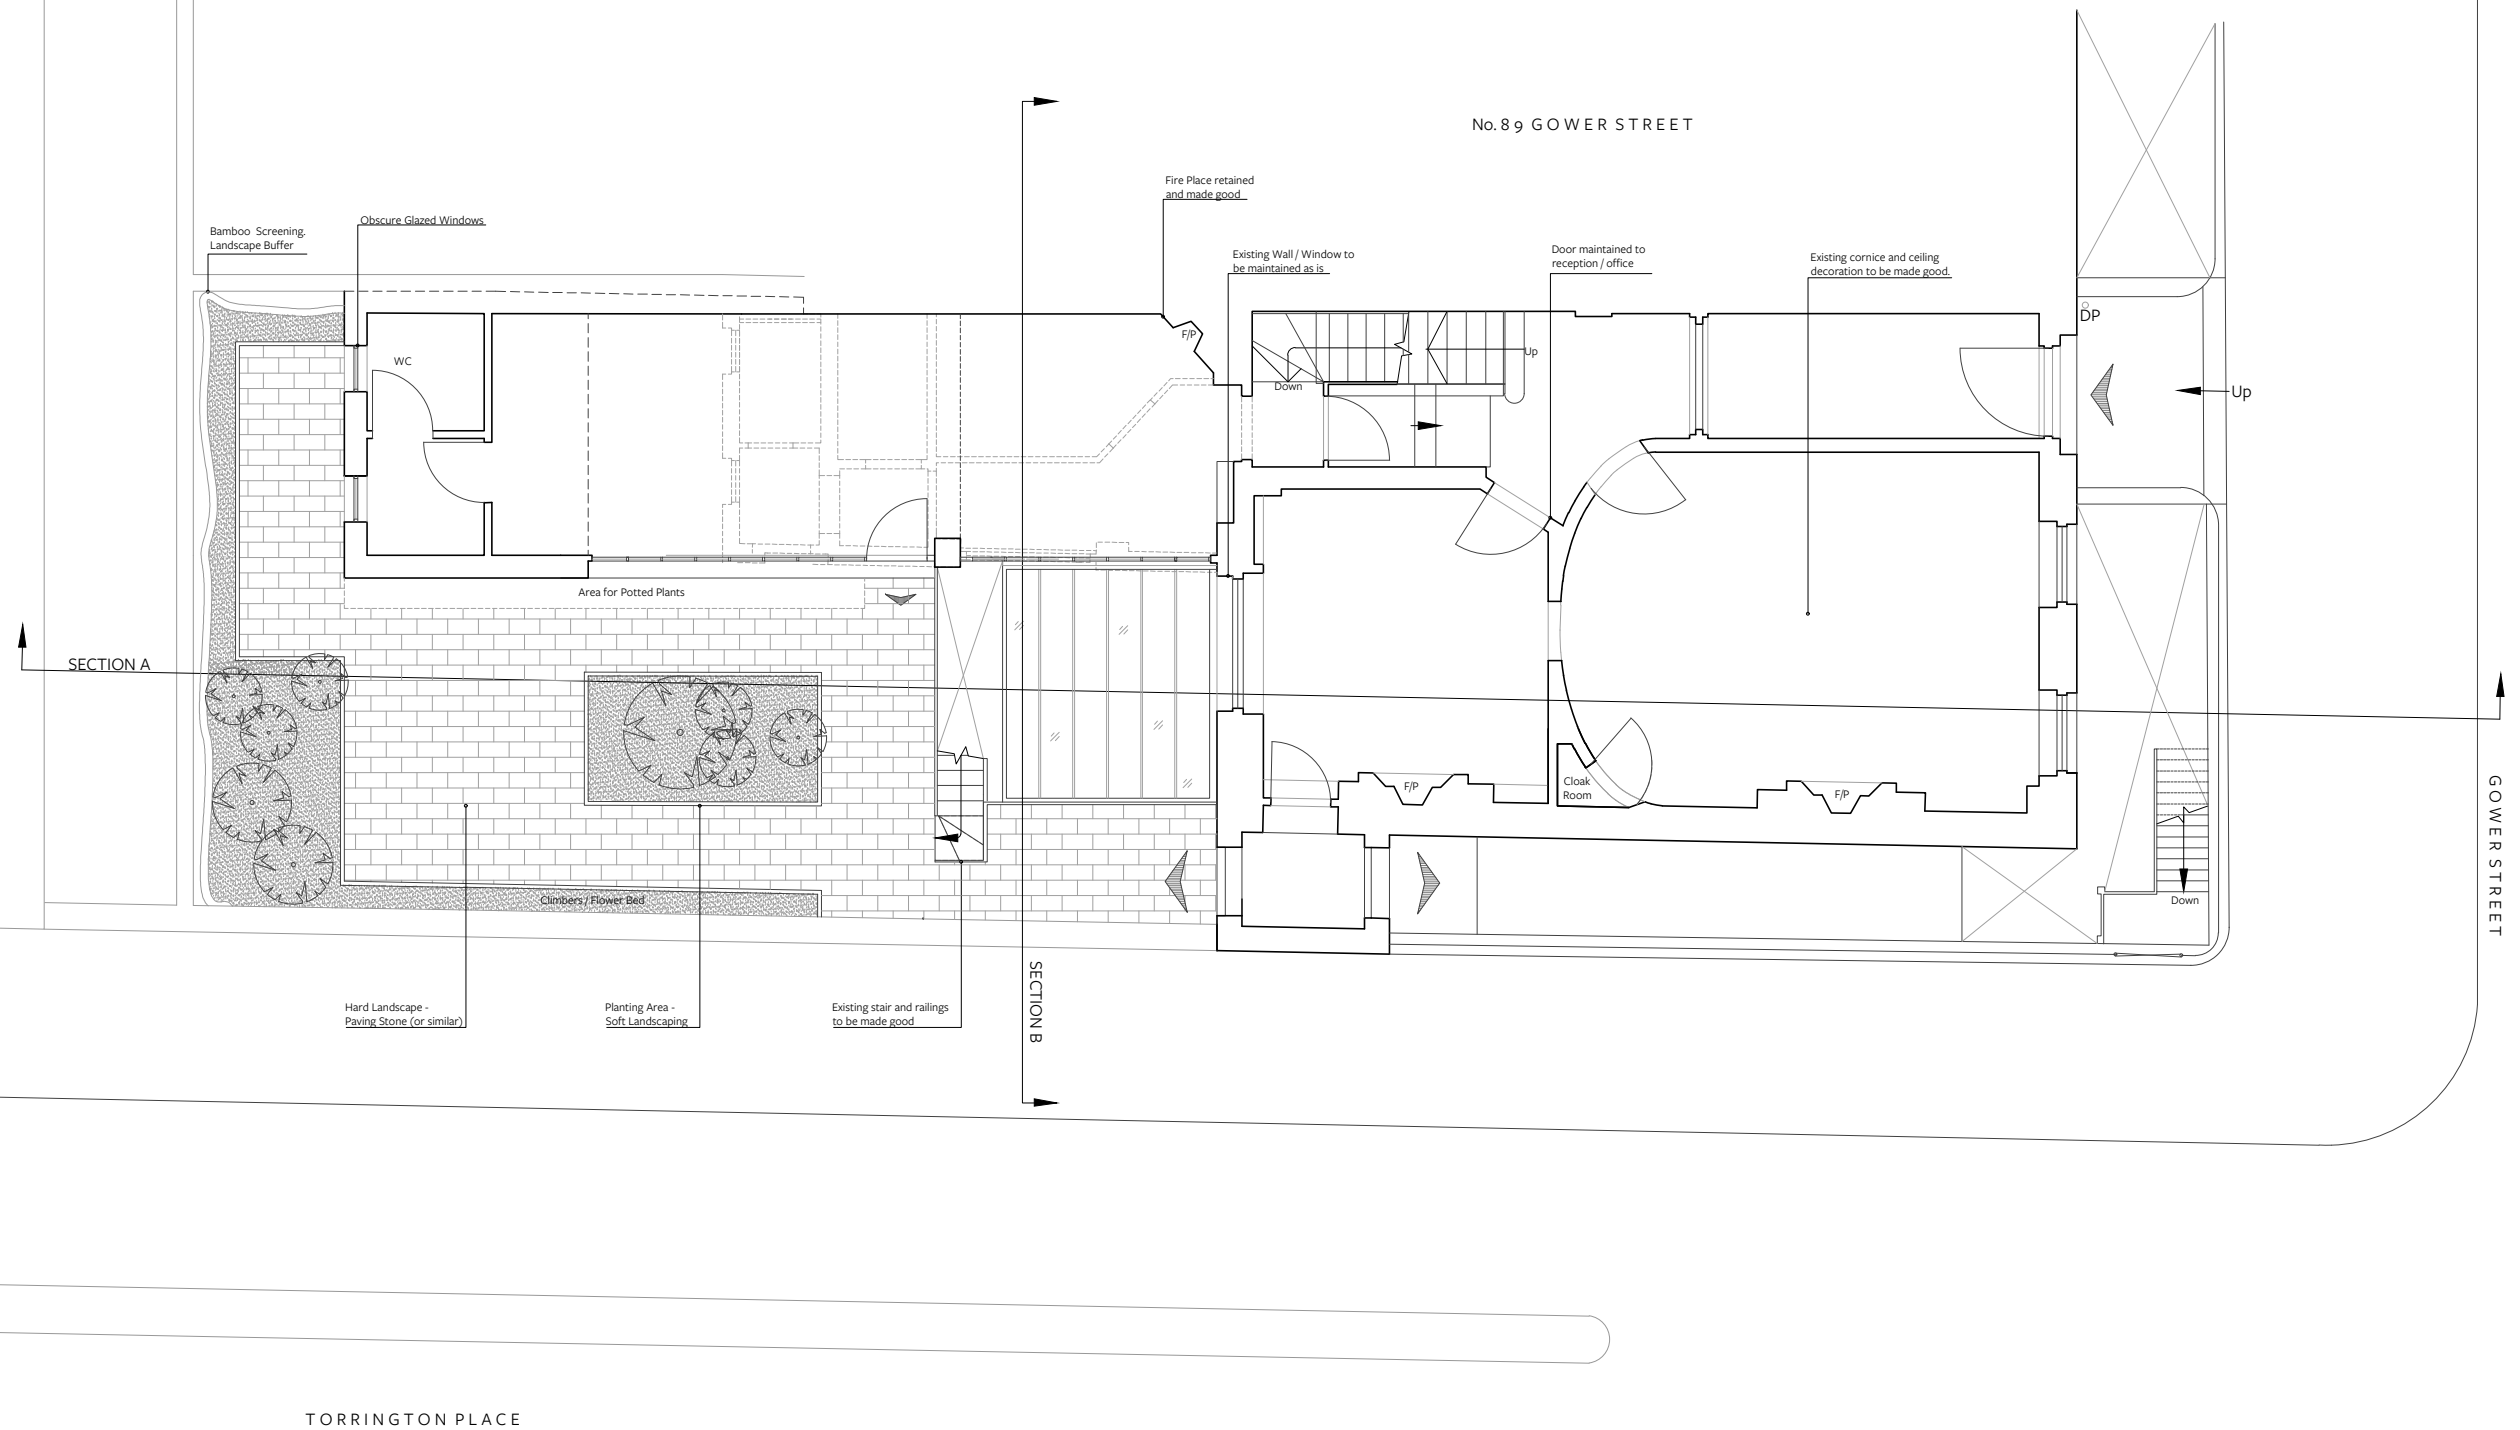 No. 8 9 G O W E R S T R E E T
Fire Place retained
and made good
Obscure Glazed Windows
Bamboo Screening.
Landscape Buffer
Existing Wall / Window to
be maintained as is
Door maintained to
reception / office
Existing cornice and ceiling
decoration to be made good.
DP
F/P
WC
Up
Down
Up
Area for Potted Plants
SECTION A
F/P
Cloak
Room
F/P
G O W E R S T R E E T
Climbers / Flower Bed
Down
SECTION B
Hard Landscape -
Paving Stone (or similar)
Planting Area -
Soft Landscaping
Existing stair and railings
to be made good
T O R R I N G T O N P L A C E